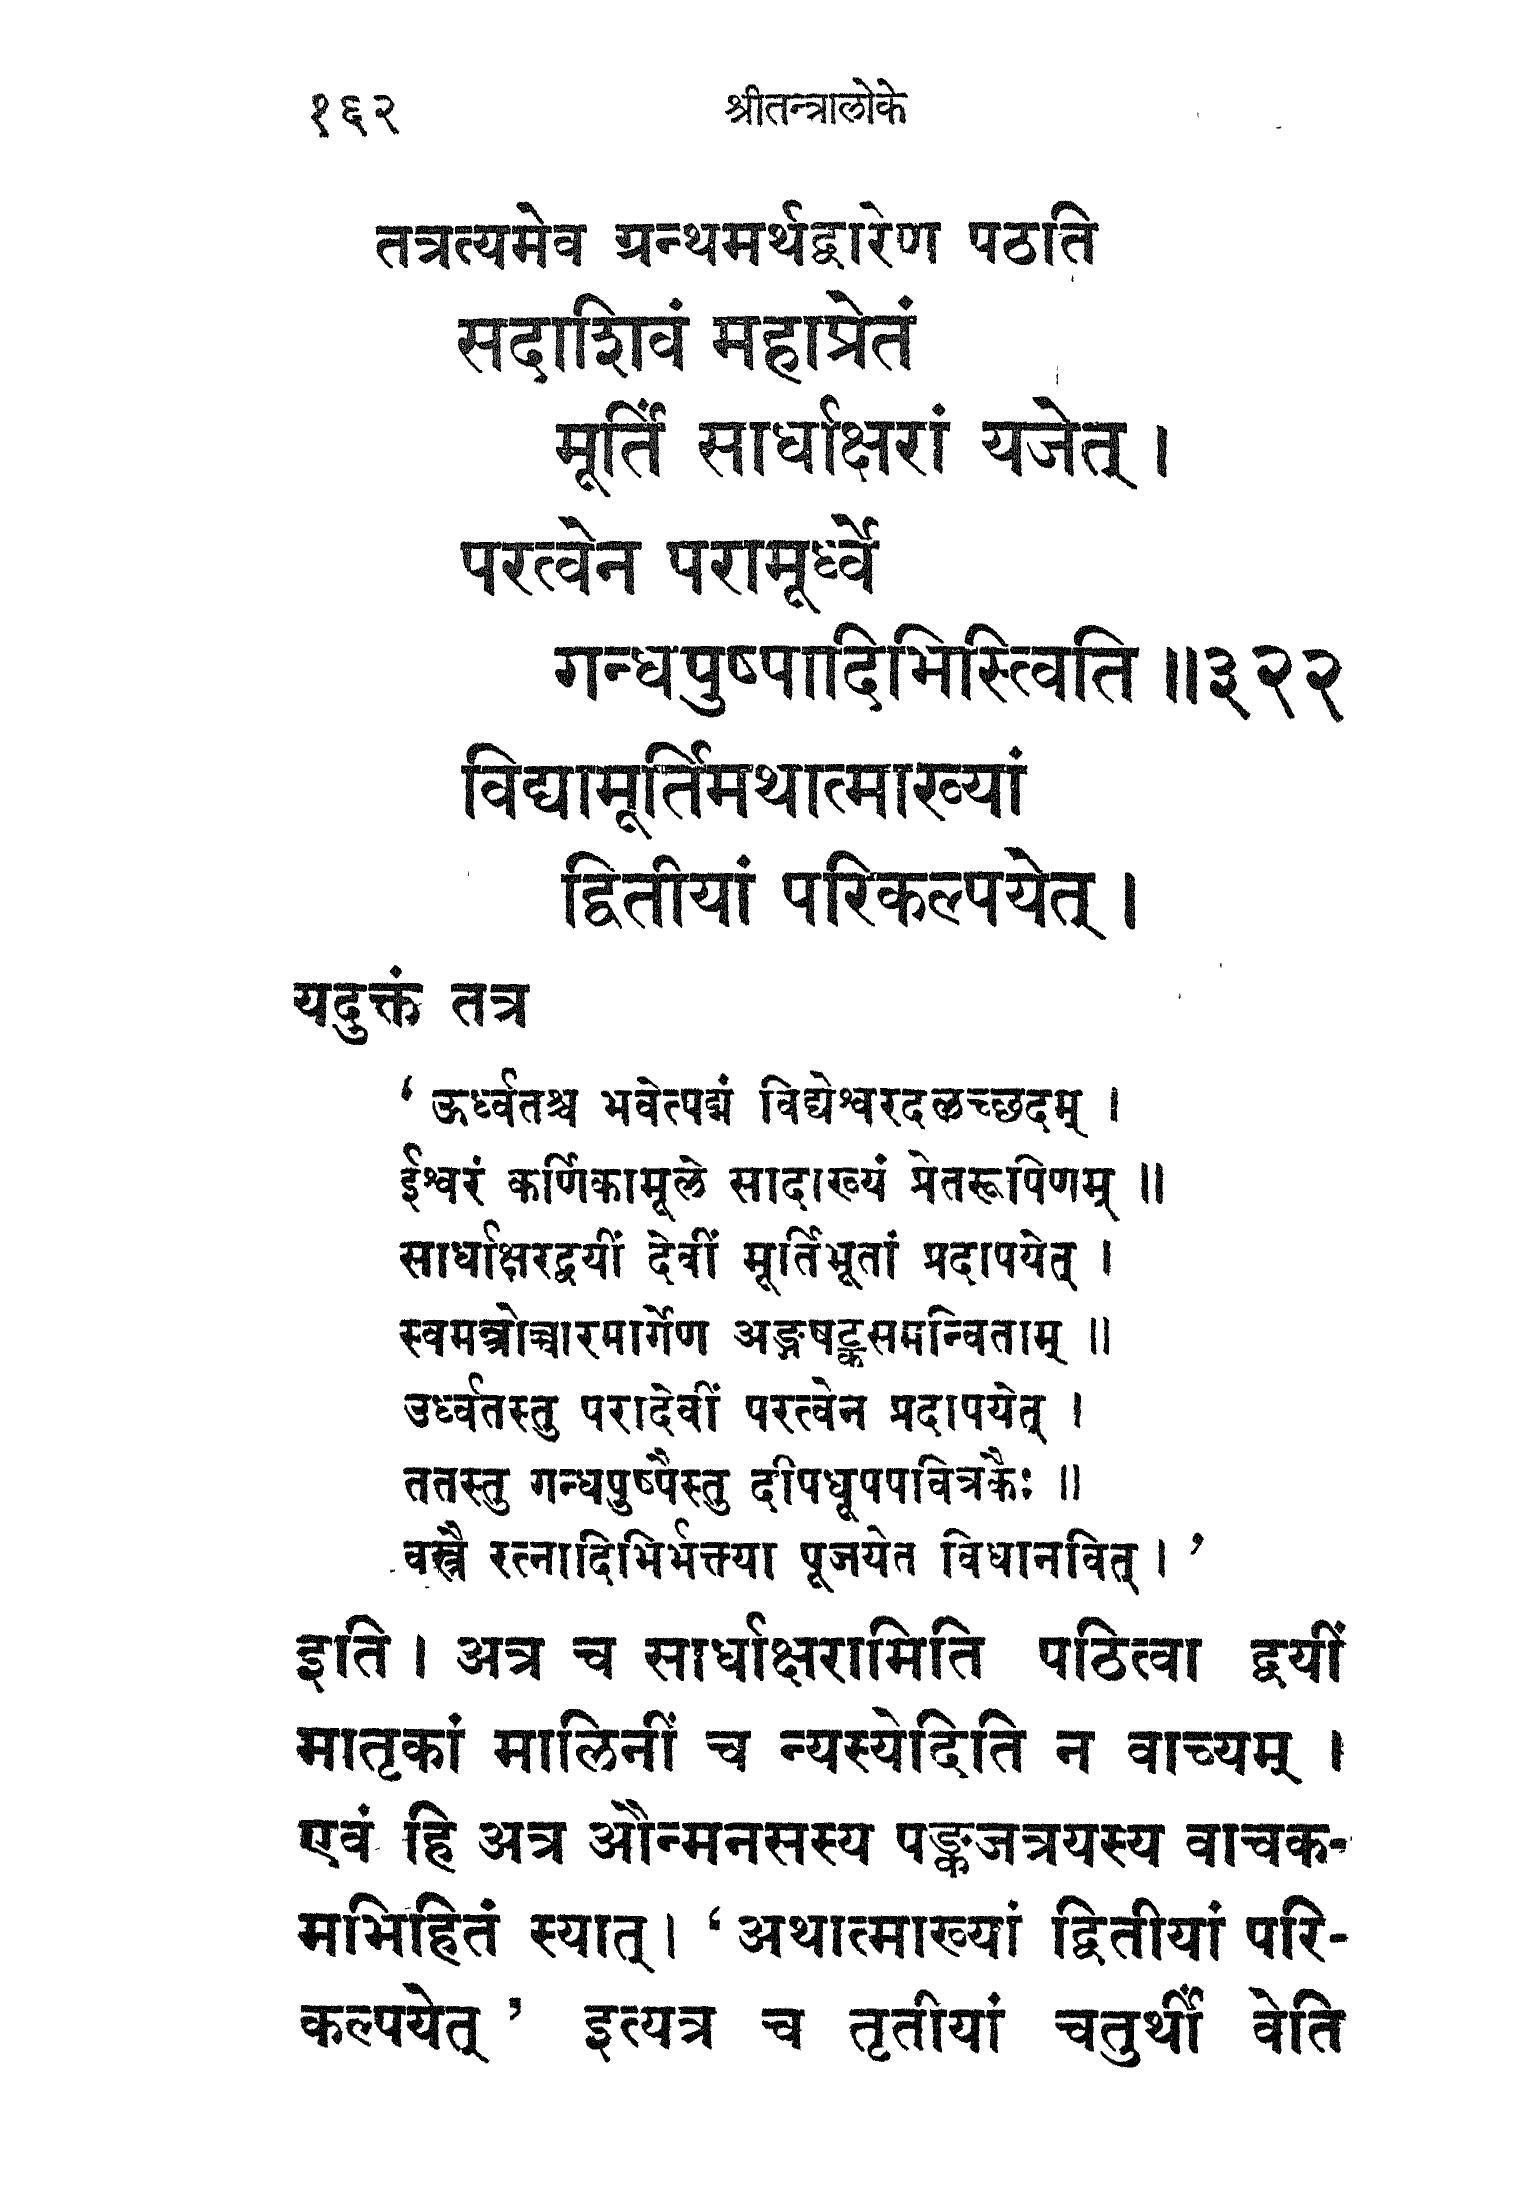 १६२ श्रीतन्त्रालोके
तत्रत्यमेव ग्रन्थमर्थद्वारेण पठति
सदाशिवं महाप्रेतं
मूर्तिं सार्धाक्षरां यजेत् ।
परत्वेन परामूर्ध्वे
गन्धपुष्पादिभिस्त्विति ॥३२२
विद्यामूर्तिमथात्माख्यां
द्वितीयां परिकल्पयेत् ।
यदुक्तं तत्र
‘ऊर्ध्वतश्च भवेत्पद्मं विद्येश्वरदलच्छदम् ।
ईश्वरं कर्णिकामूले सादाख्यं प्रेतरूपिणम् ॥
सार्धाक्षरद्वयीं देवीं मूर्तिभूतां प्रदापयेत् ।
स्वमन्त्रोच्चारमार्गेण अङ्गषट्कसमन्विताम् ॥
उर्ध्वतस्तु परादेवीं परत्वेन प्रदापयेत् ।
ततस्तु गन्धपुष्पैस्तु दीपधूपपवित्रकैः ॥
वस्त्रै रत्नादिभिर्भक्तया पूजयेत विधानवित् । ’
इति । अत्र च सार्धाक्षरामिति पठित्वा द्वयीं
मातृकां मालिनीं च न्यस्येदिति न वाच्यम् ।
एवं हि अत्र औन्मनसस्य पङ्कजत्रयस्य वाचक-
मभिहितं स्यात् । ‘अथात्माख्यां द्वितीयां परि-
कल्पयेत् ’ इत्यत्र च तृतीयां चतुर्थीं वेति